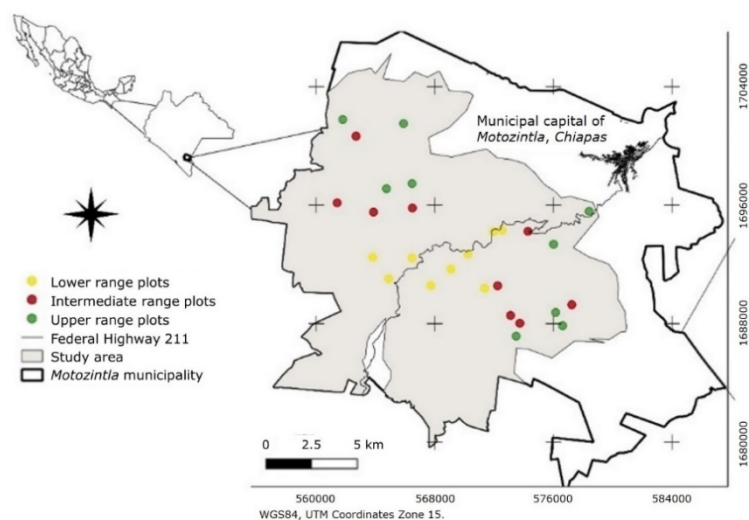 Municipal capital of
Motozintla, Chiapas
Lower range plots
Intermediate range plots
Upper range plots
Federal Highway 211
Study area
Motozintla municipality
0 2.5 5 km
1704000
1696000
1688000
1680000
560000 568000 576000 584000
WGS84, UTM Coordinates Zone 15.